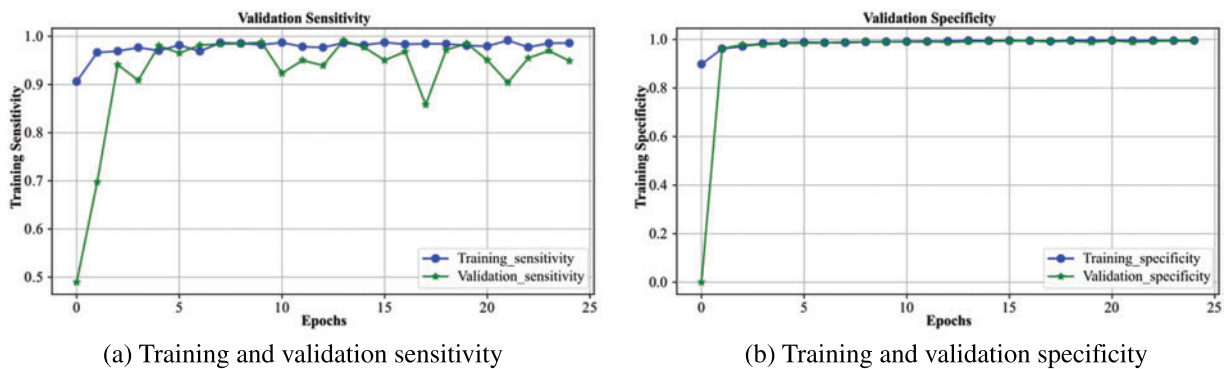 Validation Sensitivity
Training Sensitivity
1.0
0.9
0.8
0.7
0.6
0.5
Training_sensitivity
Validation_sensitivity
0 5 10 15 20 25
Epochs
(a) Training and validation sensitivity
Validation Specificity
Training Specificity
1.0
0.8
0.6
0.4
0.2
0.0
Training_specificity
Validation_specificity
0 5 10 15 20 25
Epochs
(b) Training and validation specificity